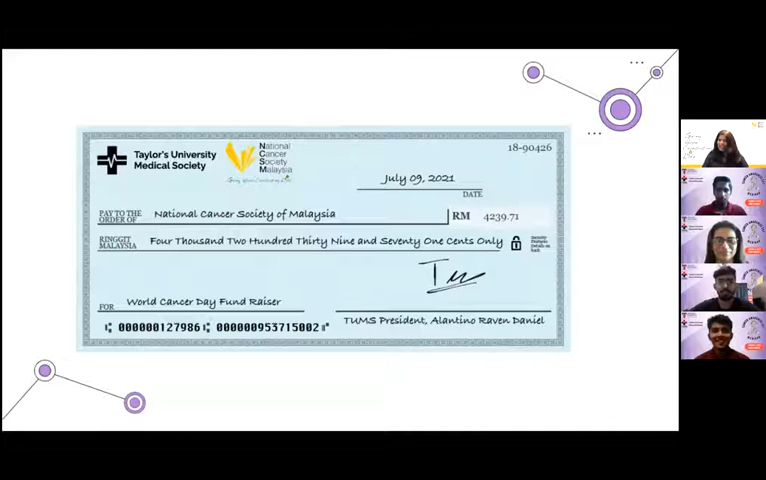 Taylor's University
Medical Society
National
Cancer
Society
Malaysia
18-90426
July 09, 2021
DATE
PAY TO THE
ORDER OF
National Cancer Society of Malaysia
RM 4239.71
RINGGIT
MALAYSIA
Four Thousand Two Hundred Thirty Nine and Seventy One Cents Only
FOR
World Cancer Day Fund Raiser
TUMS President, Alantino Raven Daniel
⑆ 000000127986⑆ 000000953715002⑈